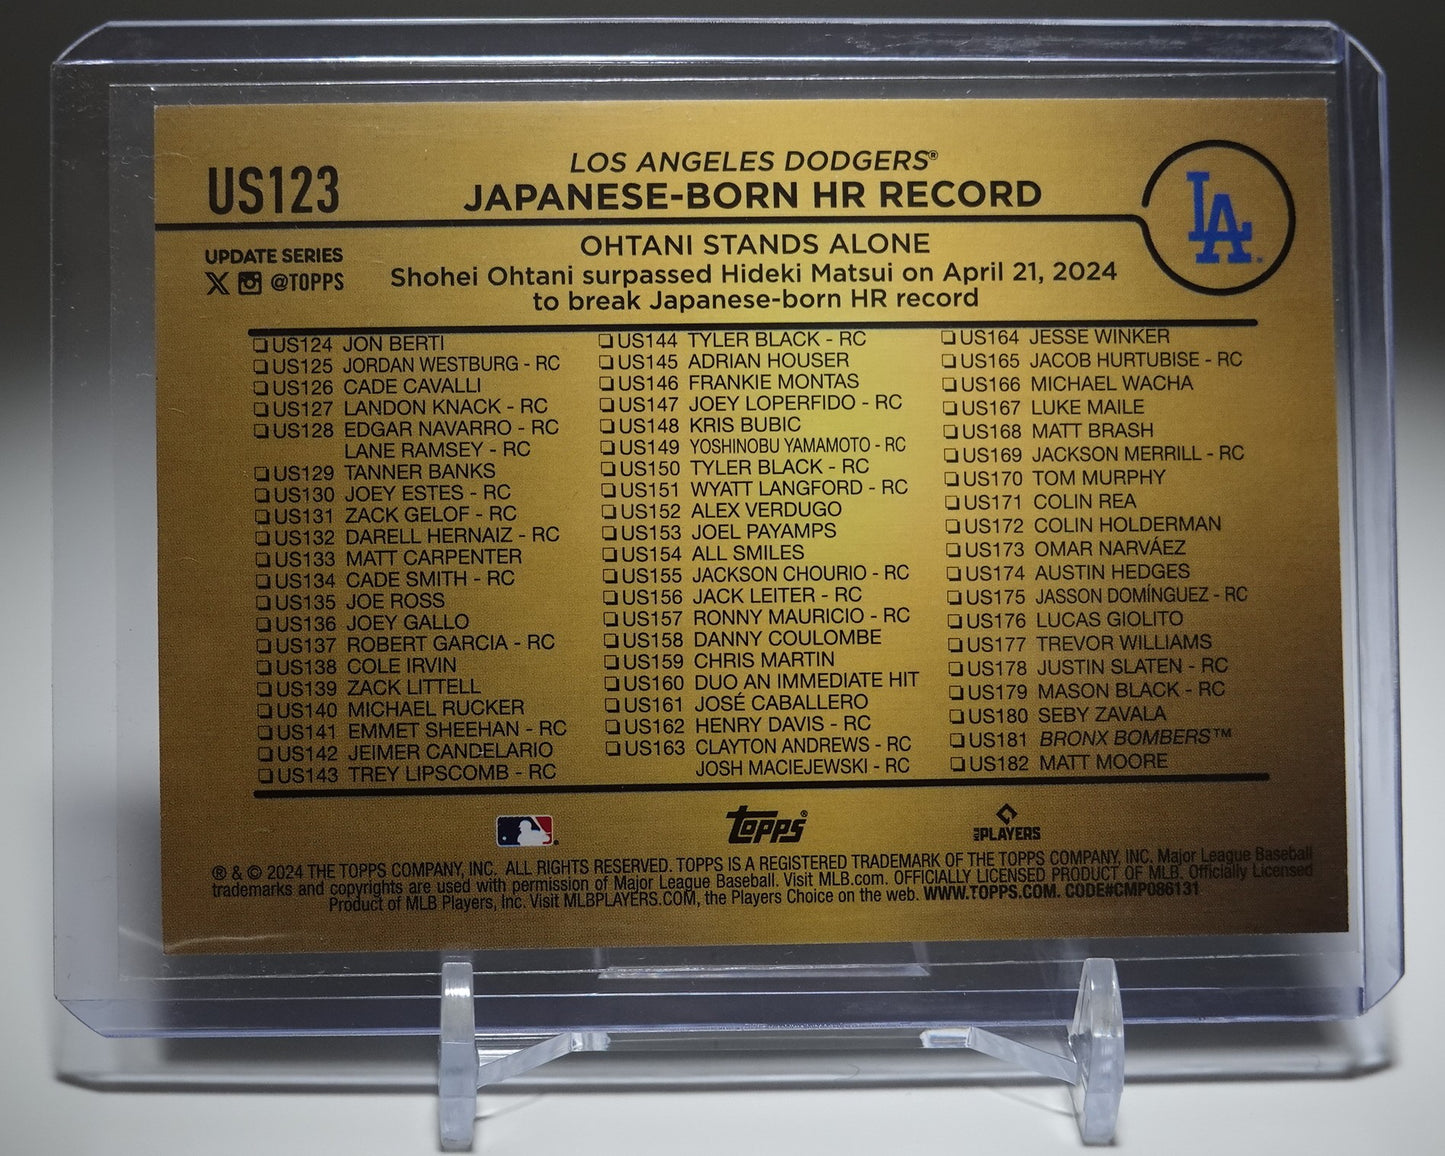 US123
LOS ANGELES DODGERS®
JAPANESE-BORN HR RECORD
LA
UPDATE SERIES
@TOPPS
OHTANI STANDS ALONE
Shohei Ohtani surpassed Hideki Matsui on April 21, 2024
to break Japanese-born HR record
US124 JON BERTI
US125 JORDAN WESTBURG - RC
US126 CADE CAVALLI
US127 LANDON KNACK - RC
US128 EDGAR NAVARRO - RC
LANE RAMSEY - RC
US129 TANNER BANKS
US130 JOEY ESTES - RC
US131 ZACK GELOF - RC
US132 DARELL HERNAIZ - RC
US133 MATT CARPENTER
US134 CADE SMITH - RC
US135 JOE ROSS
US136 JOEY GALLO
US137 ROBERT GARCIA - RC
US138 COLE IRVIN
US139 ZACK LITTELL
US140 MICHAEL RUCKER
US141 EMMET SHEEHAN - RC
US142 JEIMER CANDELARIO
US143 TREY LIPSCOMB - RC
US144 TYLER BLACK - RC
US145 ADRIAN HOUSER
US146 FRANKIE MONTAS
US147 JOEY LOPERFIDO - RC
US148 KRIS BUBIC
US149 YOSHINOBU YAMAMOTO - RC
US150 TYLER BLACK - RC
US151 WYATT LANGFORD - RC
US152 ALEX VERDUGO
US153 JOEL PAYAMPS
US154 ALL SMILES
US155 JACKSON CHOURIO - RC
US156 JACK LEITER - RC
US157 RONNY MAURICIO - RC
US158 DANNY COULOMBE
US159 CHRIS MARTIN
US160 DUO AN IMMEDIATE HIT
US161 JOSÉ CABALLERO
US162 HENRY DAVIS - RC
US163 CLAYTON ANDREWS - RC
JOSH MACIEJEWSKI - RC
US164 JESSE WINKER
US165 JACOB HURTUBISE - RC
US166 MICHAEL WACHA
US167 LUKE MAILE
US168 MATT BRASH
US169 JACKSON MERRILL - RC
US170 TOM MURPHY
US171 COLIN REA
US172 COLIN HOLDERMAN
US173 OMAR NARVÁEZ
US174 AUSTIN HEDGES
US175 JASSON DOMÍNGUEZ - RC
US176 LUCAS GIOLITO
US177 TREVOR WILLIAMS
US178 JUSTIN SLATEN - RC
US179 MASON BLACK - RC
US180 SEBY ZAVALA
US181 BRONX BOMBERS™
US182 MATT MOORE
Topps®
MLB PLAYERS
® & © 2024 THE TOPPS COMPANY, INC. ALL RIGHTS RESERVED. TOPPS IS A REGISTERED TRADEMARK OF THE TOPPS COMPANY, INC. Major League Baseball
trademarks and copyrights are used with permission of Major League Baseball. Visit MLB.com. OFFICIALLY LICENSED PRODUCT OF MLB. Officially Licensed
Product of MLB Players, Inc. Visit MLBPLAYERS.COM, the Players Choice on the web. WWW.TOPPS.COM. CODE#CMP086131